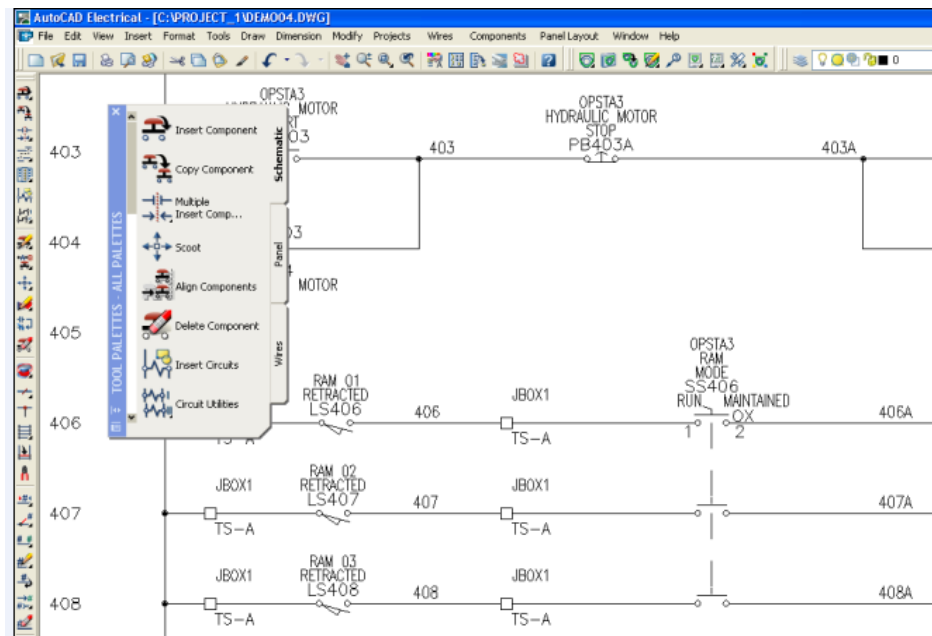 AutoCAD Electrical - [C:\PROJECT_1\DEMO04.DWG]
File Edit View Insert Format Tools Draw Dimension Modify Projects Wires Components Panel Layout Window Help
0
OPSTA3
MOTOR
403
403
OPSTA3
HYDRAULIC MOTOR
STOP
PB403A
403A
404
MOTOR
405
TOOL PALETTES - ALL PALETTES
Insert Component
Copy Component
Multiple
Insert Comp...
Scoot
Align Components
Delete Component
Insert Circuits
Circuit Utilities
Schematic
Panel
Wires
406
TS-A
RAM 01
RETRACTED
LS406
406
JBOX1
TS-A
OPSTA3
RAM
MODE
SS406
RUN MAINTAINED
OX
1 2
406A
407
JBOX1
TS-A
RAM 02
RETRACTED
LS407
407
JBOX1
TS-A
407A
408
JBOX1
TS-A
RAM 03
RETRACTED
LS408
408
JBOX1
TS-A
408A